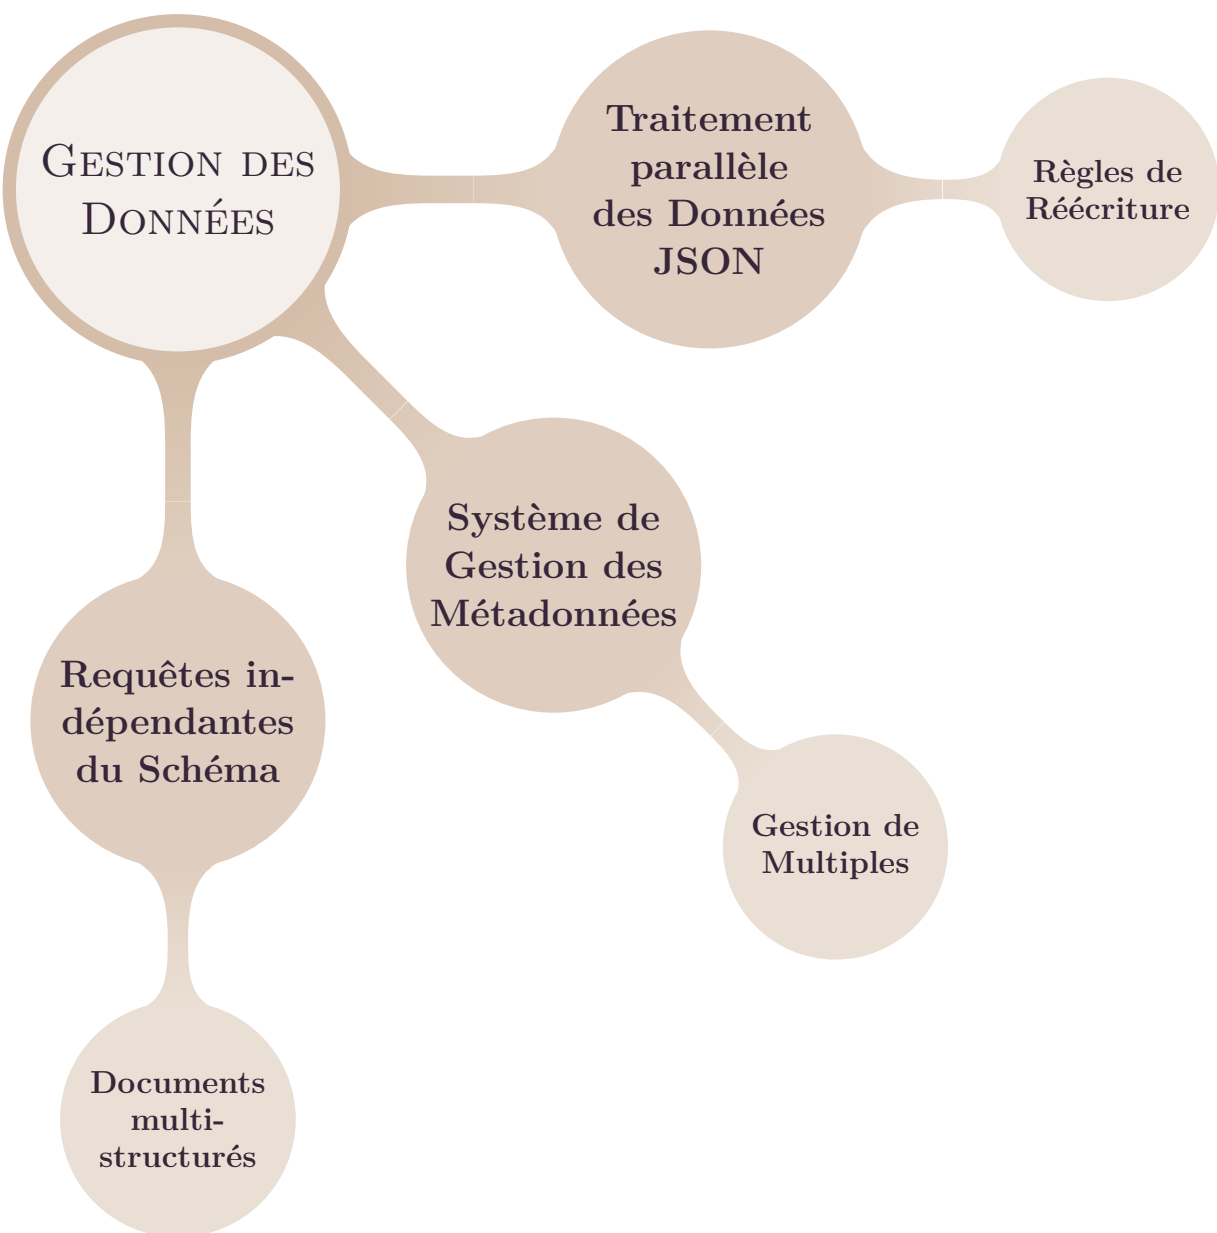 Gestion des
Données
Traitement
parallèle
des Données
JSON
Règles de
Réécriture
Système de
Gestion des
Métadonnées
Requêtes in-
dépendantes
du Schéma
Gestion de
Multiples
Documents
multi-
structurés